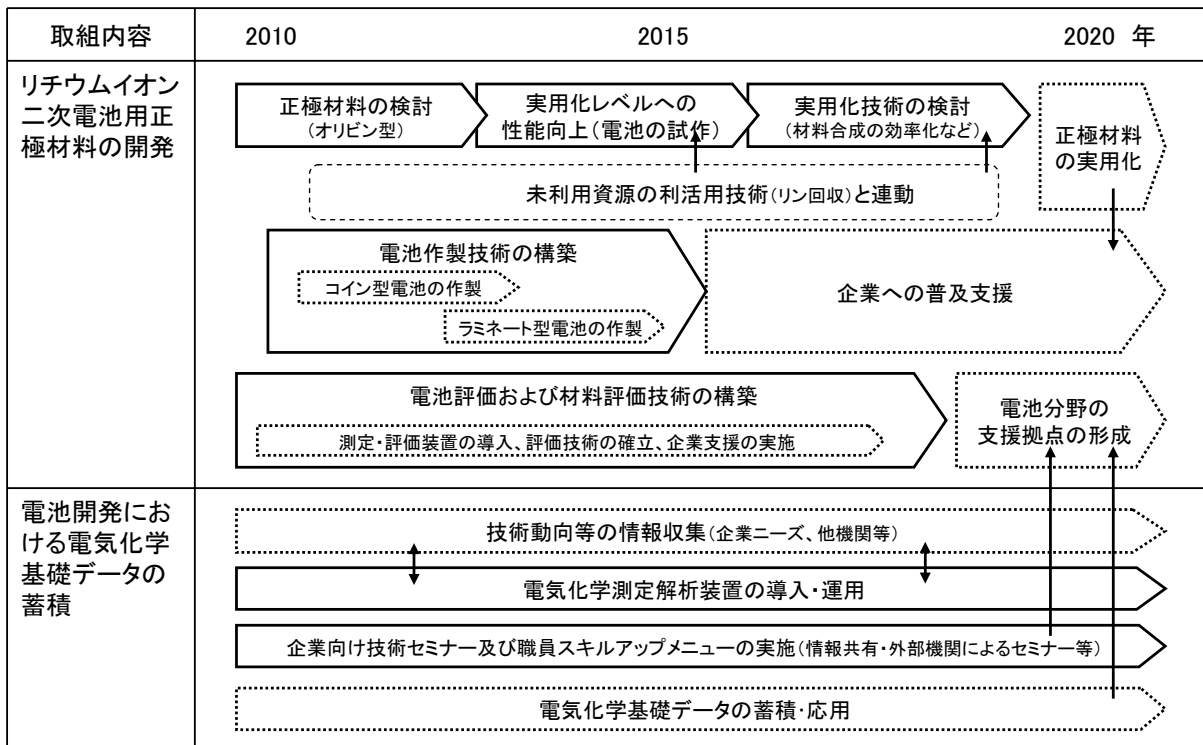 取組内容
2010
2015
2020 年
リチウムイオン
二次電池用正
極材料の開発
正極材料の検討
(オリビン型)
実用化レベルへの
性能向上(電池の試作)
実用化技術の検討
(材料合成の効率化など)
正極材料
の実用化
未利用資源の利活用技術(リン回収)と連動
電池作製技術の構築
コイン型電池の作製
ラミネート型電池の作製
企業への普及支援
電池評価および材料評価技術の構築
測定・評価装置の導入、評価技術の確立、企業支援の実施
電池分野の
支援拠点の形成
電池開発にお
ける電気化学
基礎データの
蓄積
技術動向等の情報収集(企業ニーズ、他機関等)
電気化学測定解析装置の導入・運用
企業向け技術セミナー及び職員スキルアップメニューの実施(情報共有・外部機関によるセミナー等)
電気化学基礎データの蓄積・応用